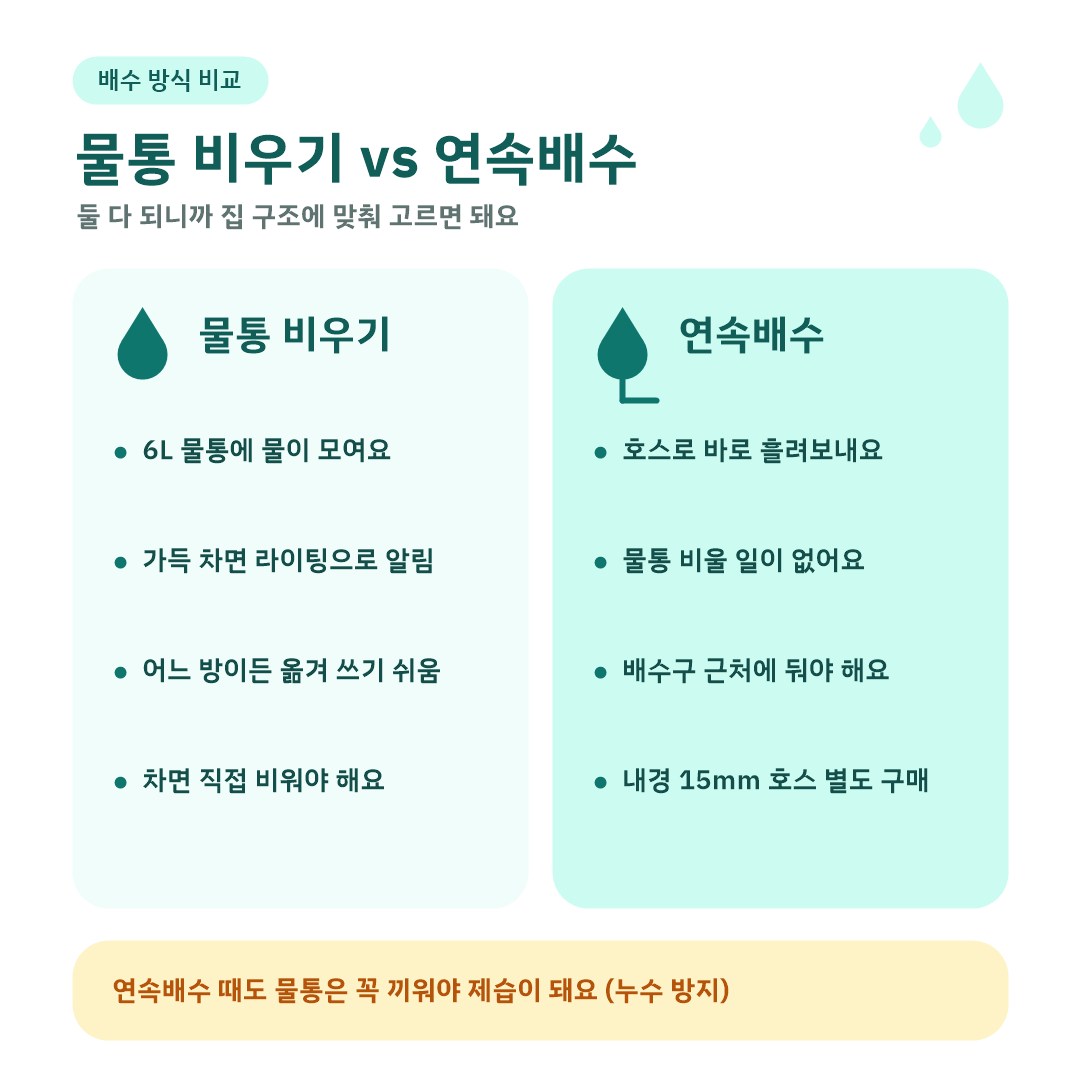 배수 방식 비교
물통 비우기 vs 연속배수
둘 다 되니까 집 구조에 맞춰 고르면 돼요
물통 비우기
6L 물통에 물이 모여요
가득 차면 라이팅으로 알림
어느 방이든 옮겨 쓰기 쉬움
차면 직접 비워야 해요
연속배수
호스로 바로 흘려보내요
물통 비울 일이 없어요
배수구 근처에 둬야 해요
내경 15mm 호스 별도 구매
연속배수 때도 물통은 꼭 끼워야 제습이 돼요 (누수 방지)